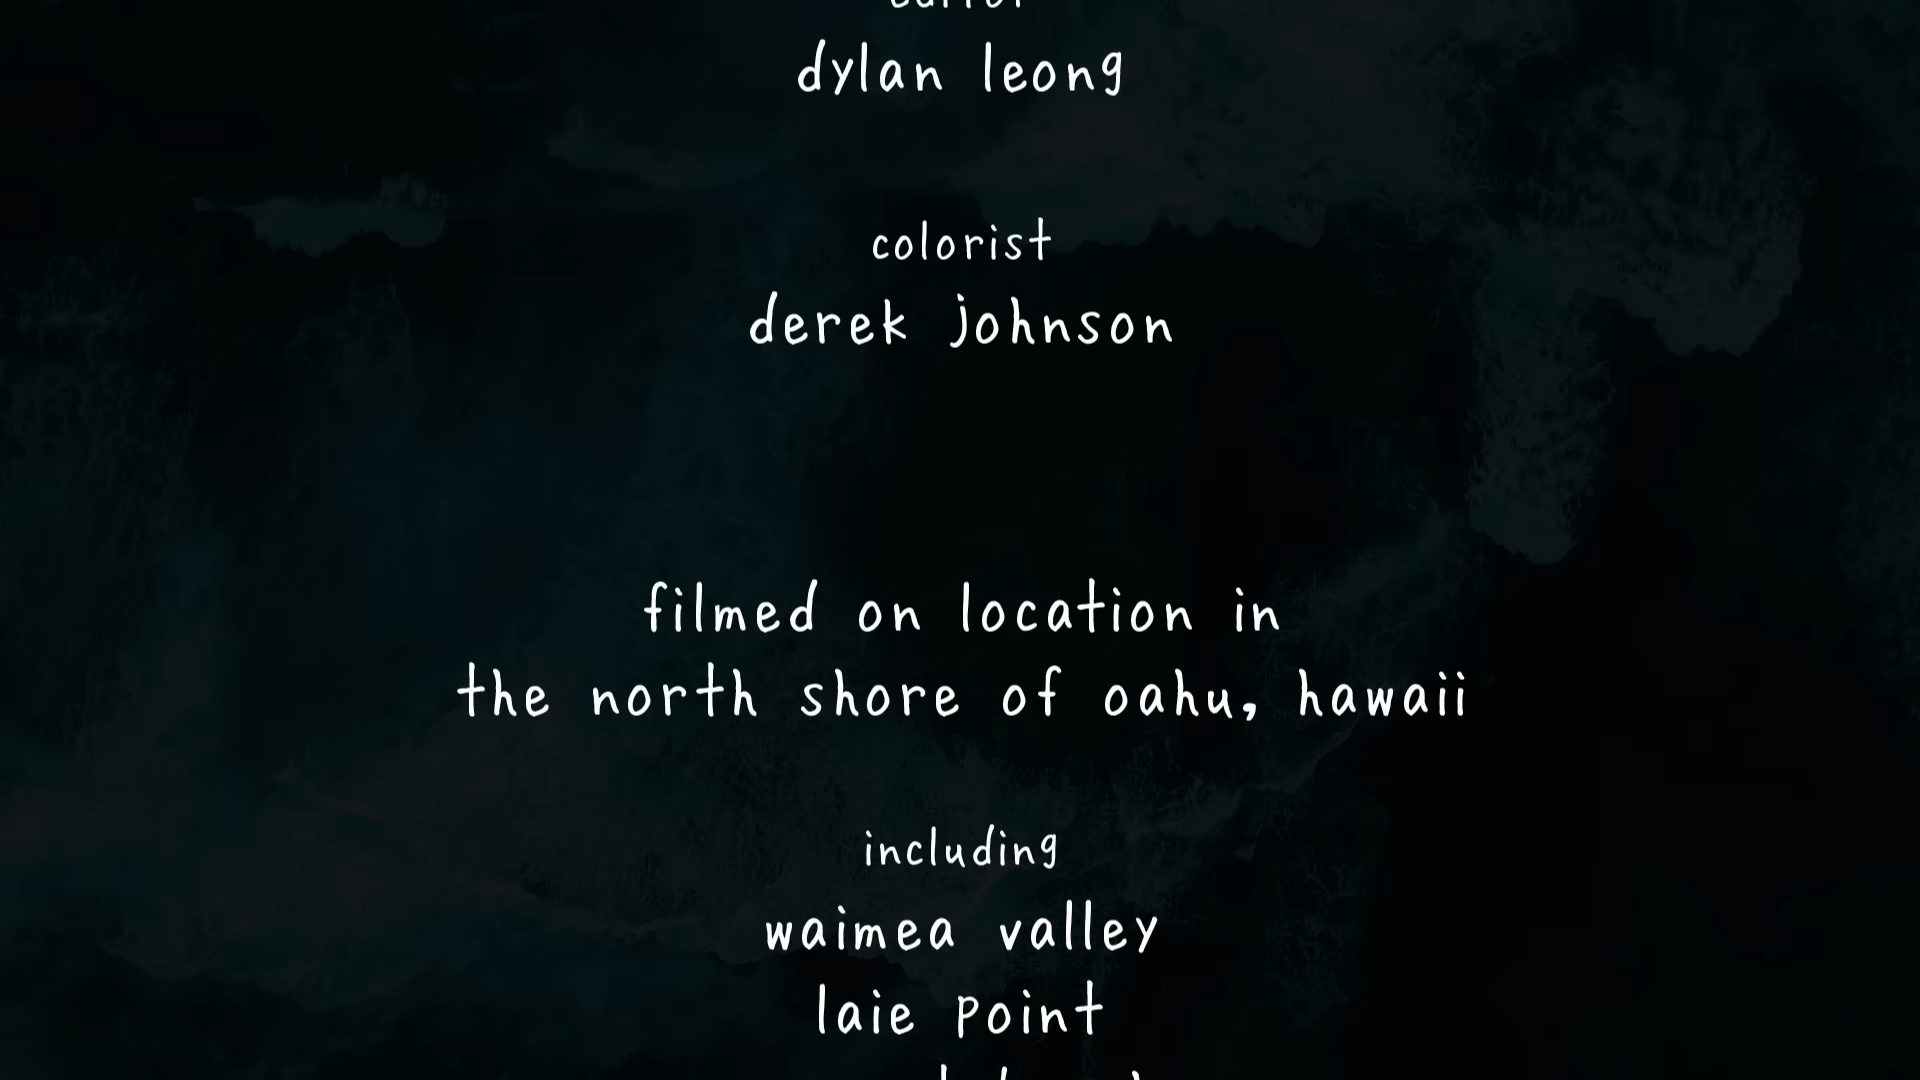 dylan leong
colorist
derek johnson
filmed on location in
the north shore of oahu, hawaii
including
waimea valley
laie point